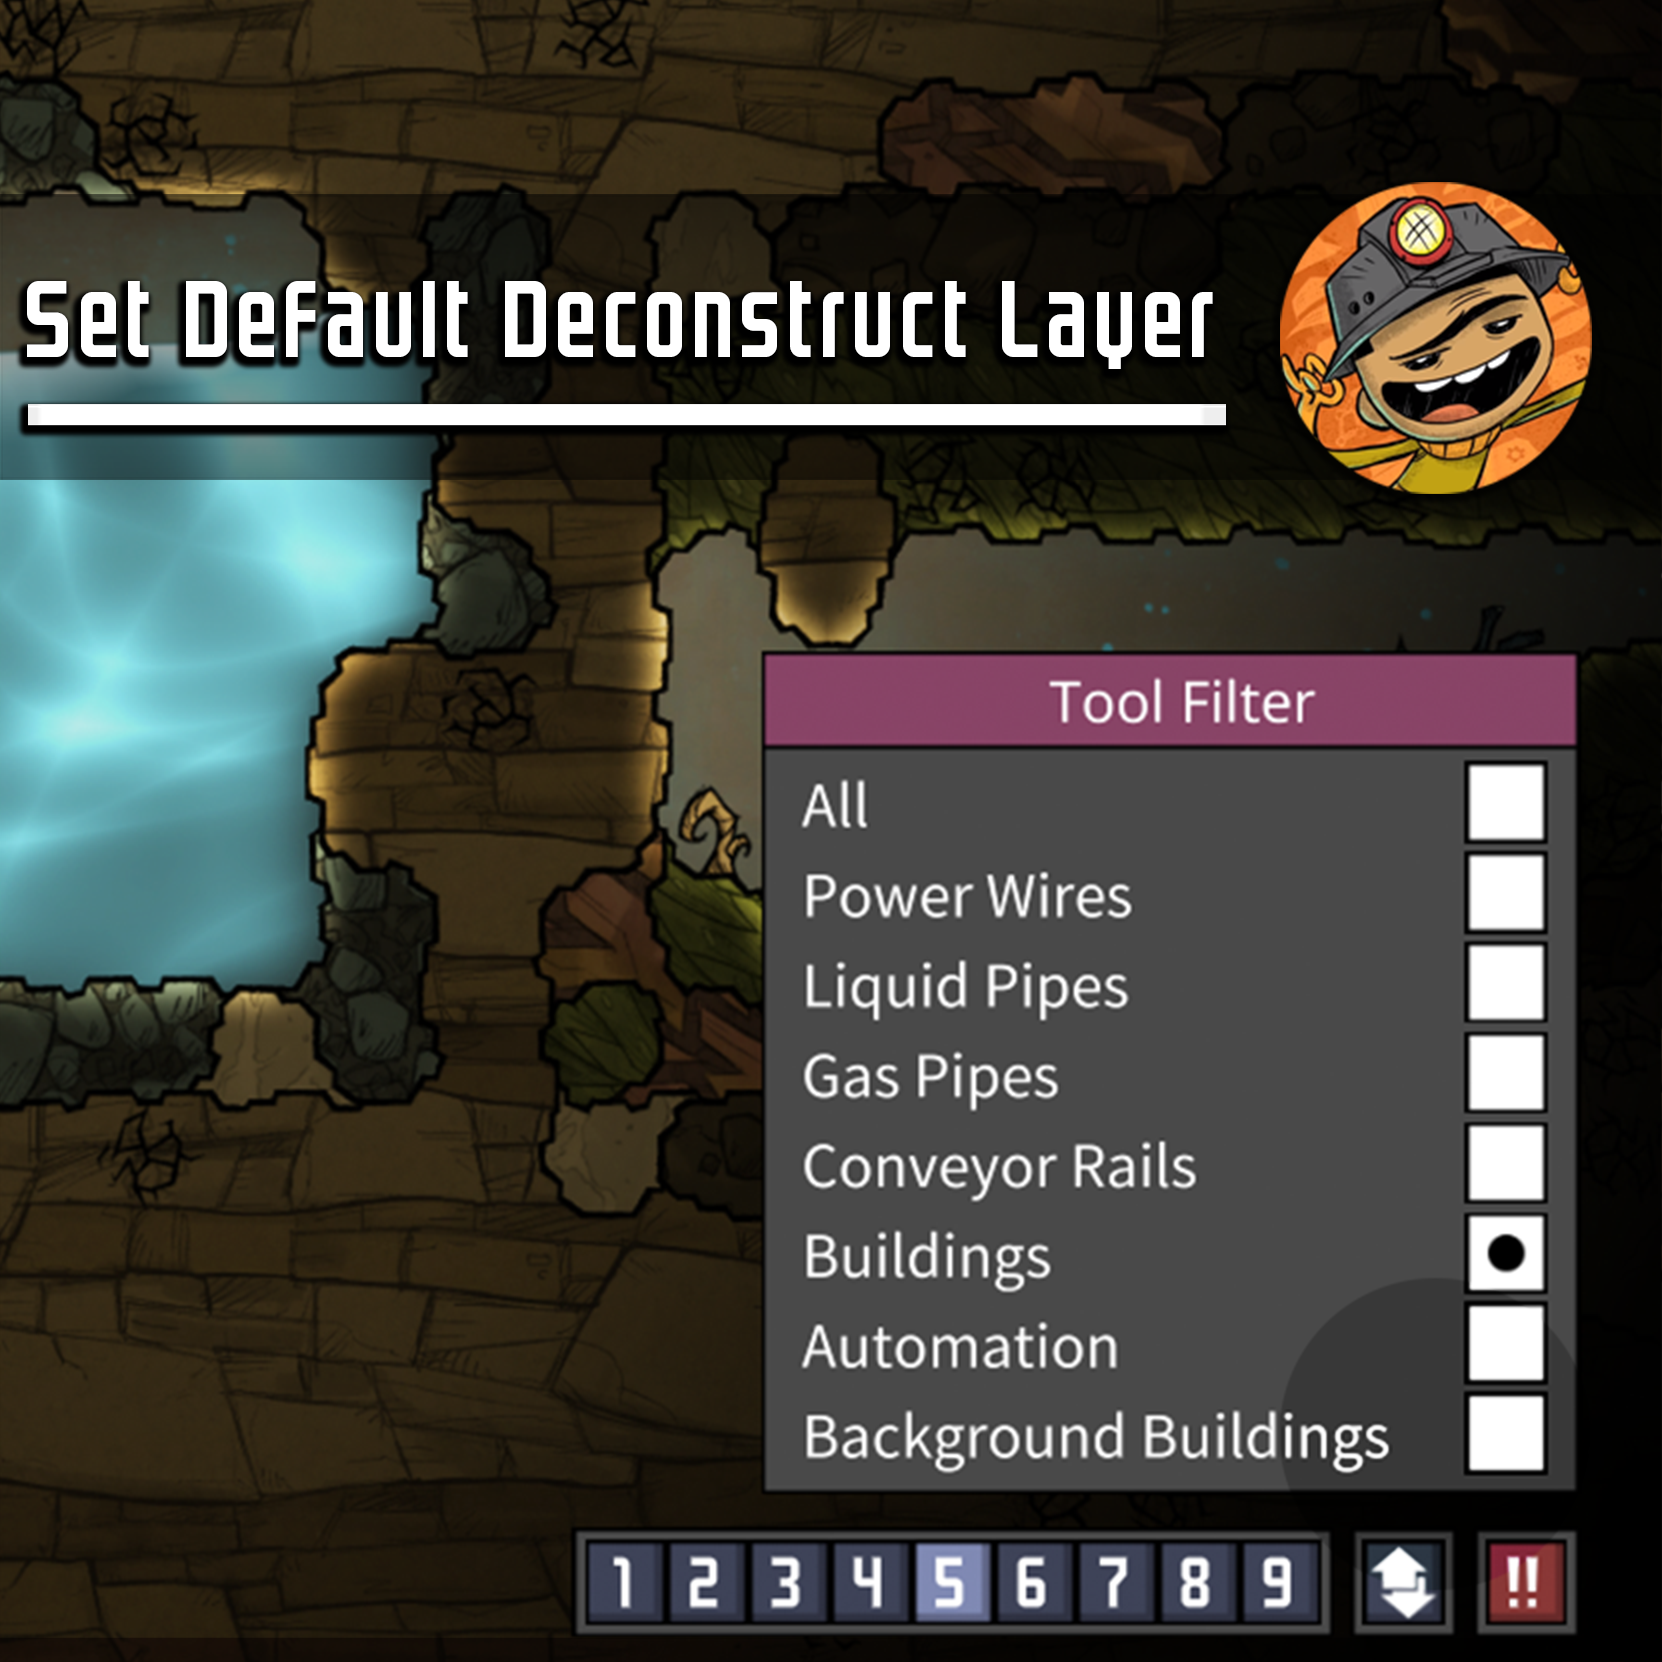 Set Default Deconstruct Layer
Tool Filter
All
Power Wires
Liquid Pipes
Gas Pipes
Conveyor Rails
Buildings
Automation
Background Buildings
1 2 3 4 5 6 7 8 9 !!